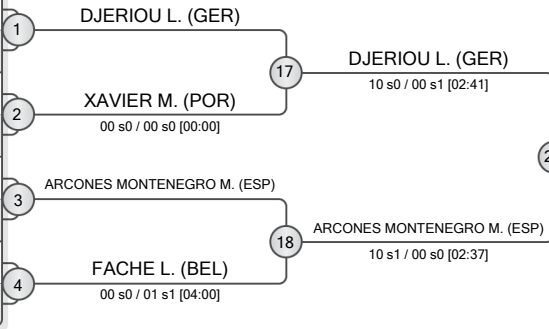 DJERIOU L. (GER)
1
17
DJERIOU L. (GER)
10 s0 / 00 s1 [02:41]
XAVIER M. (POR)
2
00 s0 / 00 s0 [00:00]
ARCONES MONTENEGRO M. (ESP)
3
18
ARCONES MONTENEGRO M. (ESP)
10 s1 / 00 s0 [02:37]
FACHE L. (BEL)
4
00 s0 / 01 s1 [04:00]